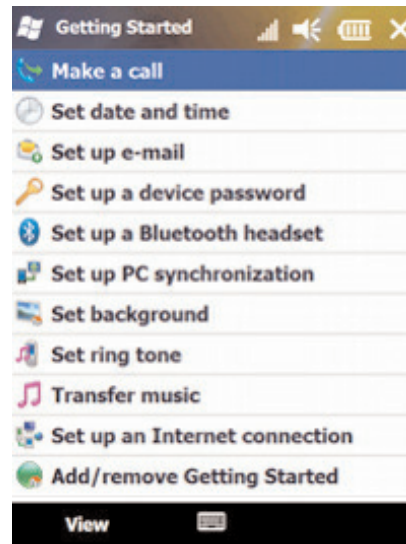 Getting Started
Make a call
Set date and time
Set up e-mail
Set up a device password
Set up a Bluetooth headset
Set up PC synchronization
Set background
Set ring tone
Transfer music
Set up an Internet connection
Add/remove Getting Started
View